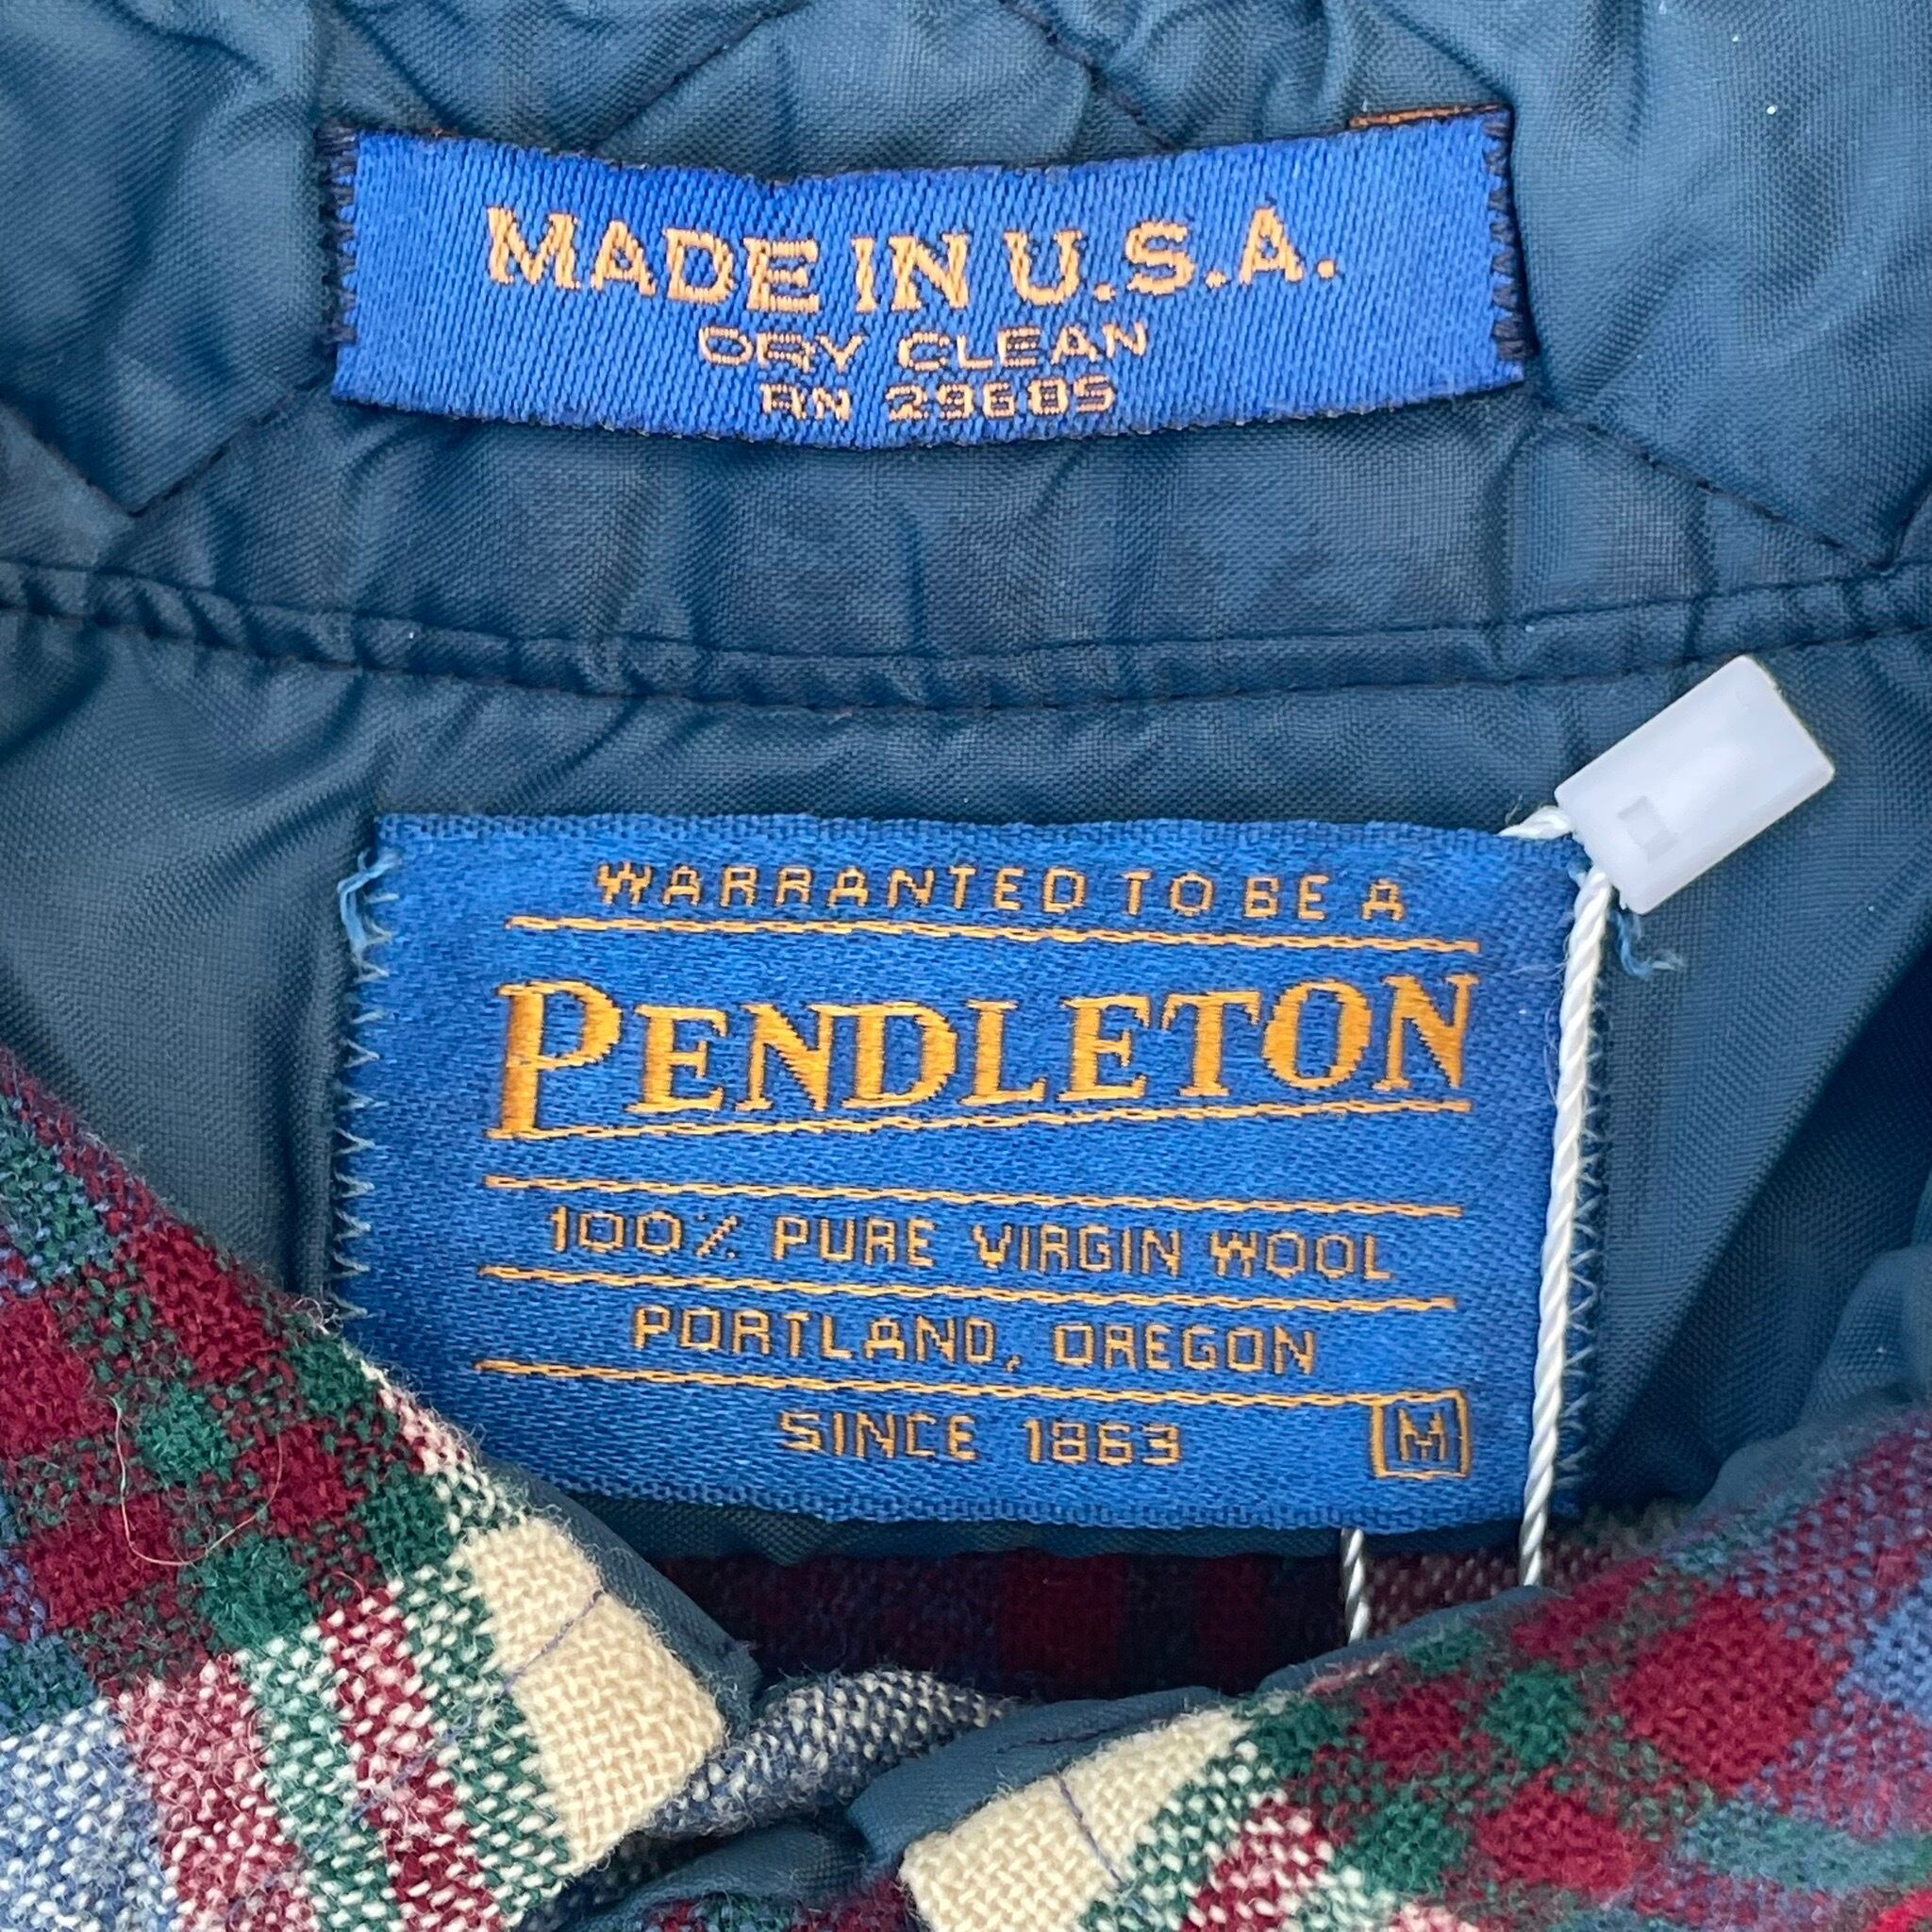 MADE IN U.S.A.
DRY CLEAN
RN 29685
WARRANTED TO BE A
PENDLETON
100% PURE VIRGIN WOOL
PORTLAND, OREGON
SINCE 1863
M